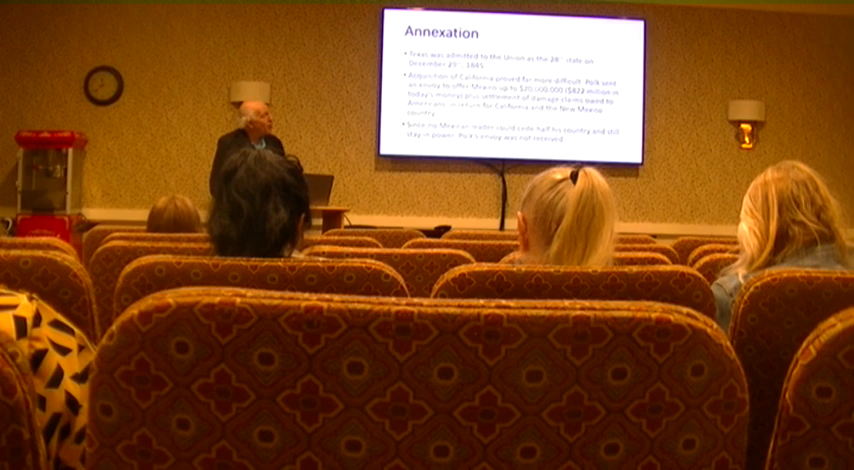 Annexation
• Texas was admitted to the Union as the 28th state on
December 29th, 1845.
• Acquisition of California proved far more difficult. Polk sent
an envoy to offer Mexico up to $20,000,000 ($822 million in
today's money) plus settlement of damage claims owed to
Americans, in return for California and the New Mexico
country.
• Since no Mexican leader could cede half his country and still
stay in power, Polk's envoy was not received.